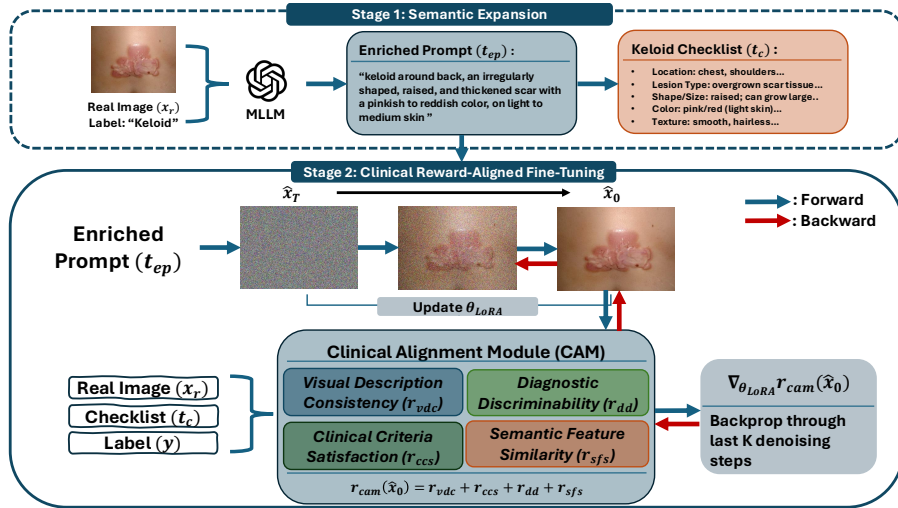 Stage 1: Semantic Expansion
Real Image (x_r)
Label: "Keloid"
MLLM
Enriched Prompt (t_ep) :
"keloid around back, an irregularly
shaped, raised, and thickened scar with
a pinkish to reddish color, on light to
medium skin "
Keloid Checklist (t_c) :
• Location: chest, shoulders...
• Lesion Type: overgrown scar tissue...
• Shape/Size: raised; can grow large..
• Color: pink/red (light skin)...
• Texture: smooth, hairless...
Stage 2: Clinical Reward-Aligned Fine-Tuning
x̂_T
x̂_0
: Forward
: Backward
Enriched
Prompt (t_ep)
Update θ_LoRA
Clinical Alignment Module (CAM)
Visual Description
Consistency (r_vdc)
Diagnostic
Discriminability (r_dd)
Clinical Criteria
Satisfaction (r_ccs)
Semantic Feature
Similarity (r_sfs)
r_cam(x̂_0) = r_vdc + r_ccs + r_dd + r_sfs
Real Image (x_r)
Checklist (t_c)
Label (y)
∇_θ_LoRA r_cam(x̂_0)
Backprop through
last K denoising
steps